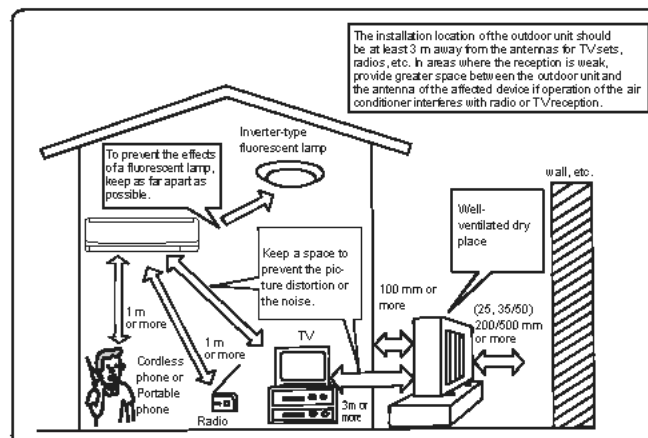 The installation location of the outdoor unit should
be at least 3 m away from the antennas for TV sets,
radios, etc. In areas where the reception is weak,
provide greater space between the outdoor unit and
the antenna of the affected device if operation of the air
conditioner interferes with radio or TV reception.
Inverter-type
fluorescent lamp
To prevent the effects
of a fluorescent lamp,
keep as far apart as
possible.
wall, etc.
Well-
ventilated dry
place
Keep a space to
prevent the pic-
ture distortion or
the noise.
100 mm or
more
(25, 35/50)
200/500 mm
or more
1 m
or more
1 m
or more
TV
Cordless
phone or
Portable
phone
Radio
3m or
more